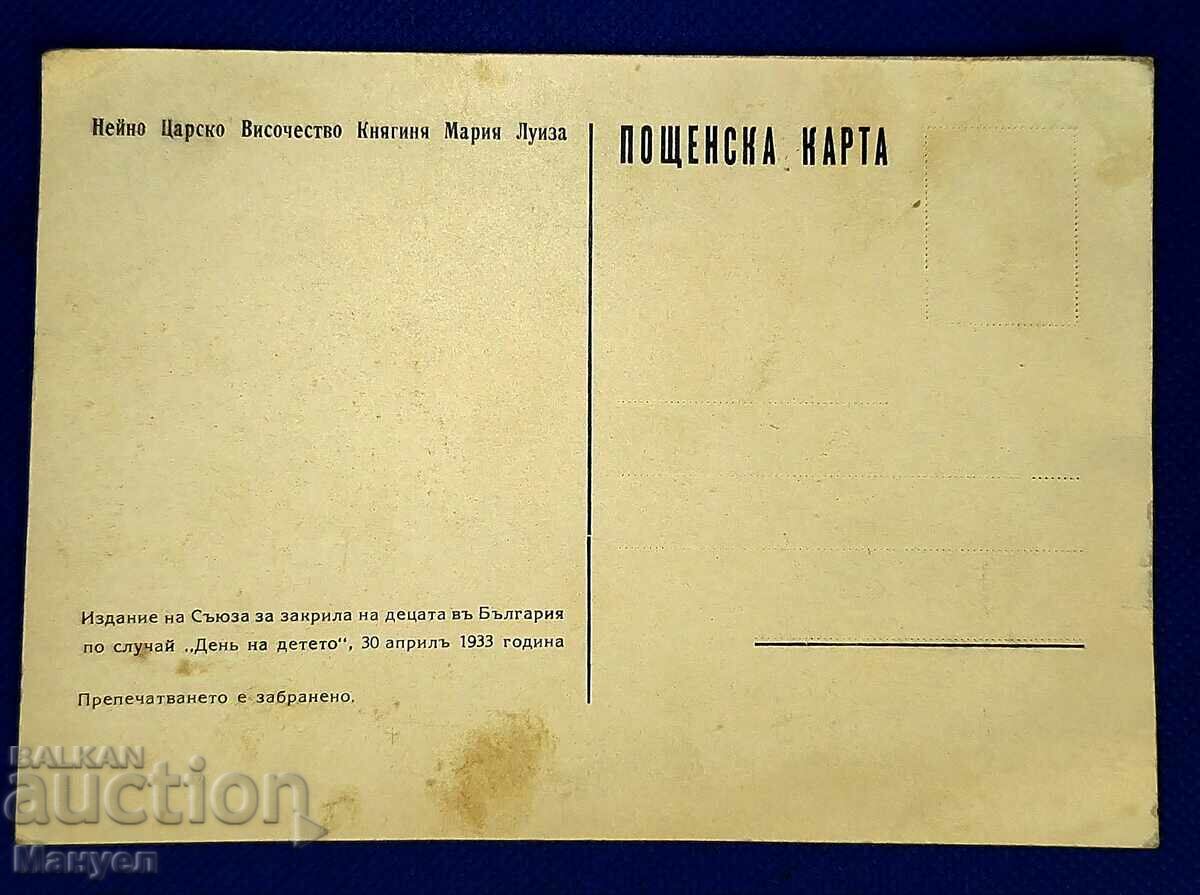 Нейно Царско Височество Княгиня Мария Луиза
ПОЩЕНСКА КАРТА
Издание на Съюза за закрила на децата въ България
по случай „День на детето“, 30 априлъ 1933 година
Препечатването е забранено.
BALKAN
auction
Мануел